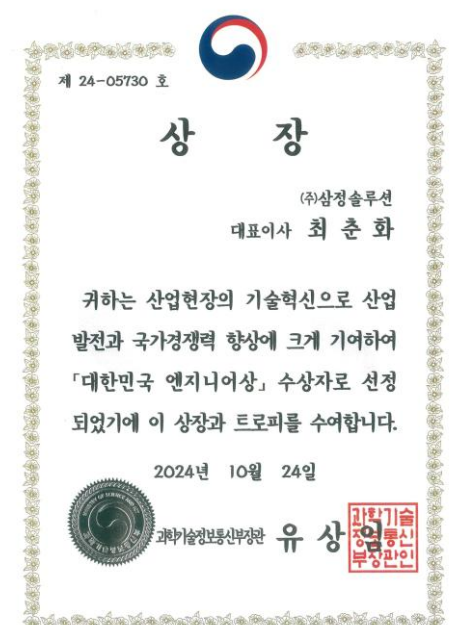 제 24-05730 호
상 장
(주)삼정솔루션
대표이사 최 춘 화
귀하는 산업현장의 기술혁신으로 산업
발전과 국가경쟁력 향상에 크게 기여하여
「대한민국 엔지니어상」 수상자로 선정
되었기에 이 상장과 트로피를 수여합니다.
2024년 10월 24일
과학기술정보통신부장관 유 상 임
과학기술
정보통신
부장관인